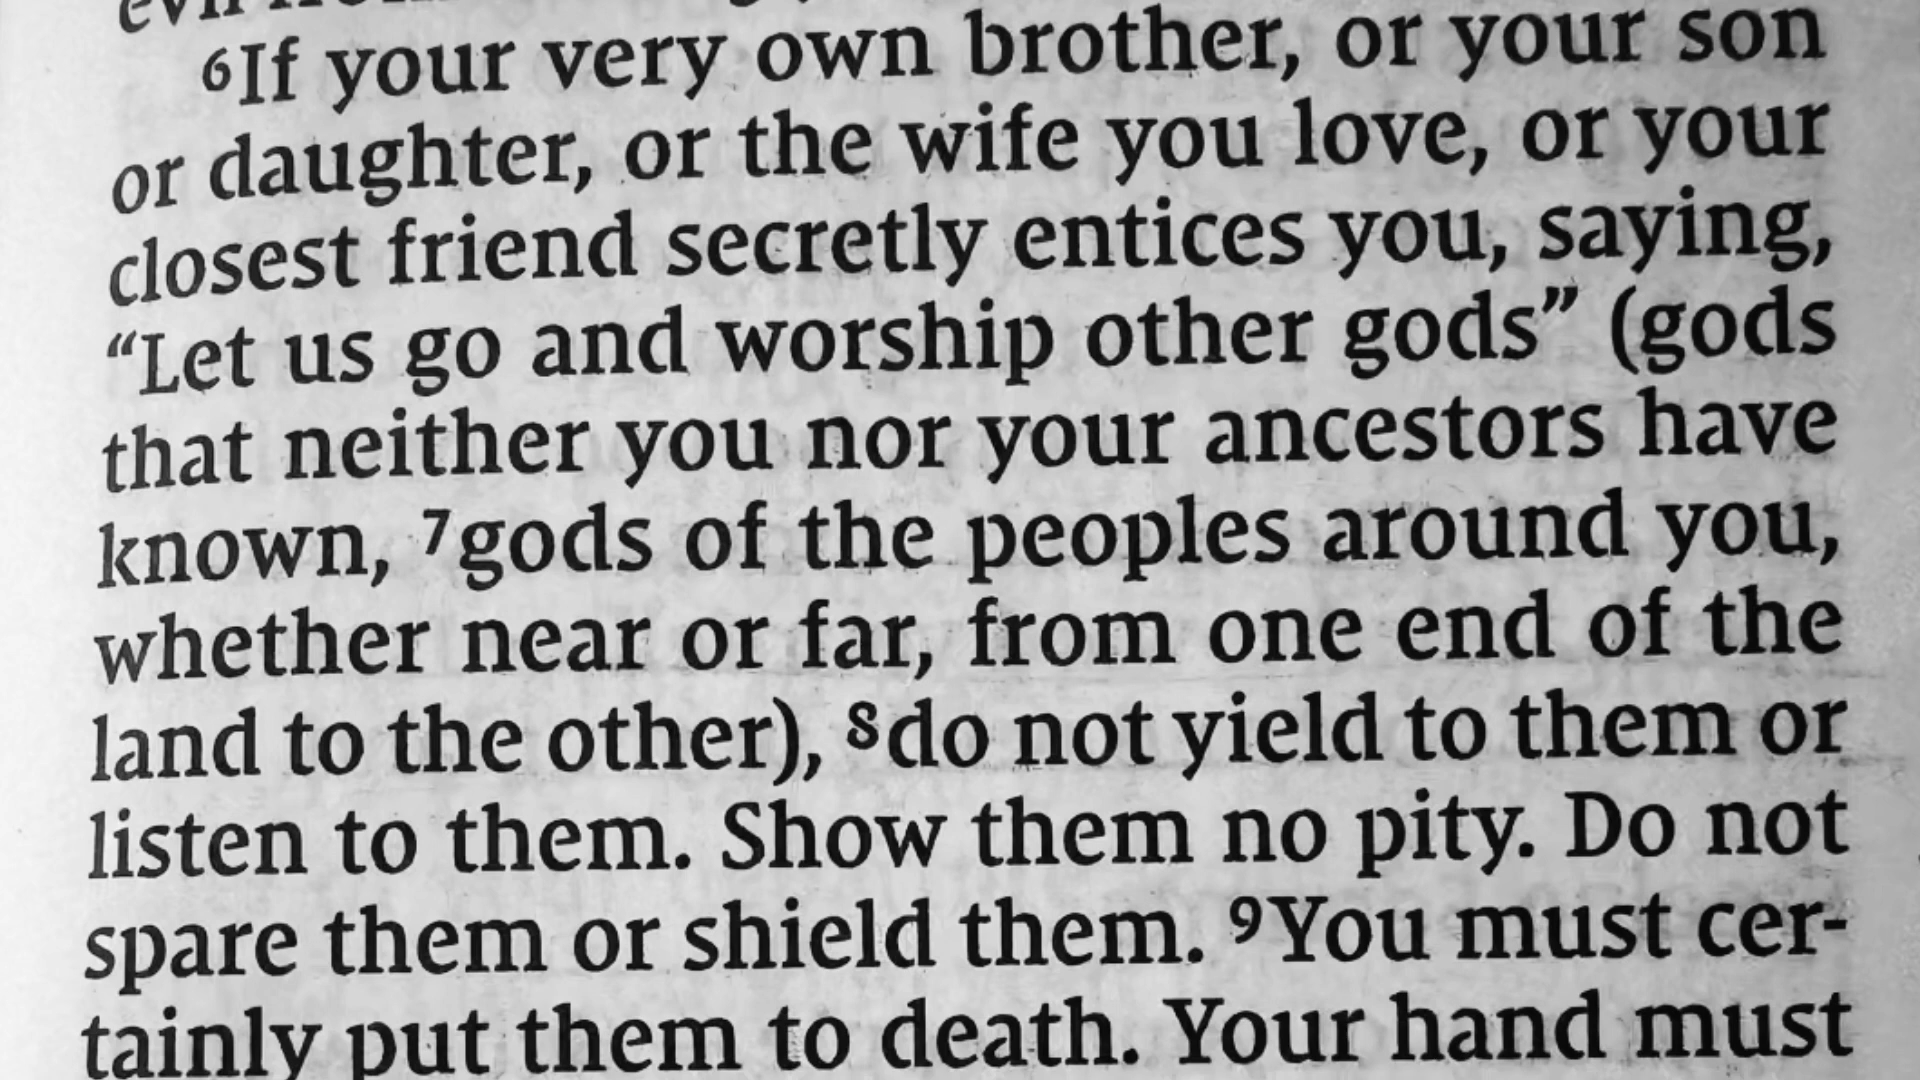 ⁶If your very own brother, or your son
or daughter, or the wife you love, or your
closest friend secretly entices you, saying,
“Let us go and worship other gods” (gods
that neither you nor your ancestors have
known, ⁷gods of the peoples around you,
whether near or far, from one end of the
land to the other), ⁸do not yield to them or
listen to them. Show them no pity. Do not
spare them or shield them. ⁹You must cer-
tainly put them to death. Your hand must